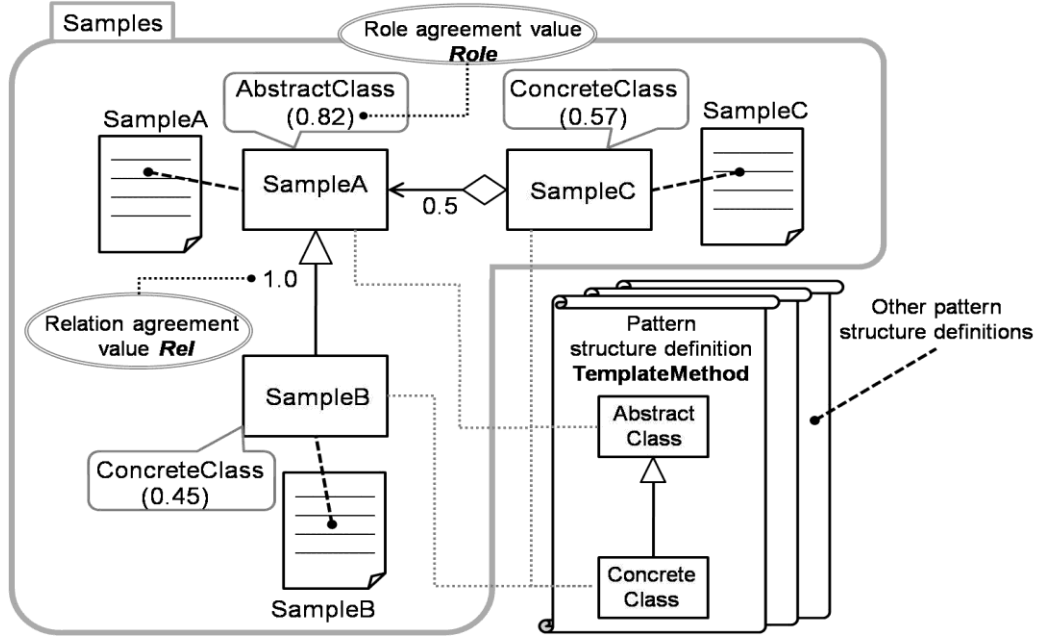 Samples
Role agreement value
Role
AbstractClass
(0.82)
ConcreteClass
(0.57)
SampleA
SampleC
SampleA
SampleC
0.5
1.0
Relation agreement
value Rel
SampleB
ConcreteClass
(0.45)
SampleB
Pattern
structure definition
TemplateMethod
Abstract
Class
Concrete
Class
Other pattern
structure definitions